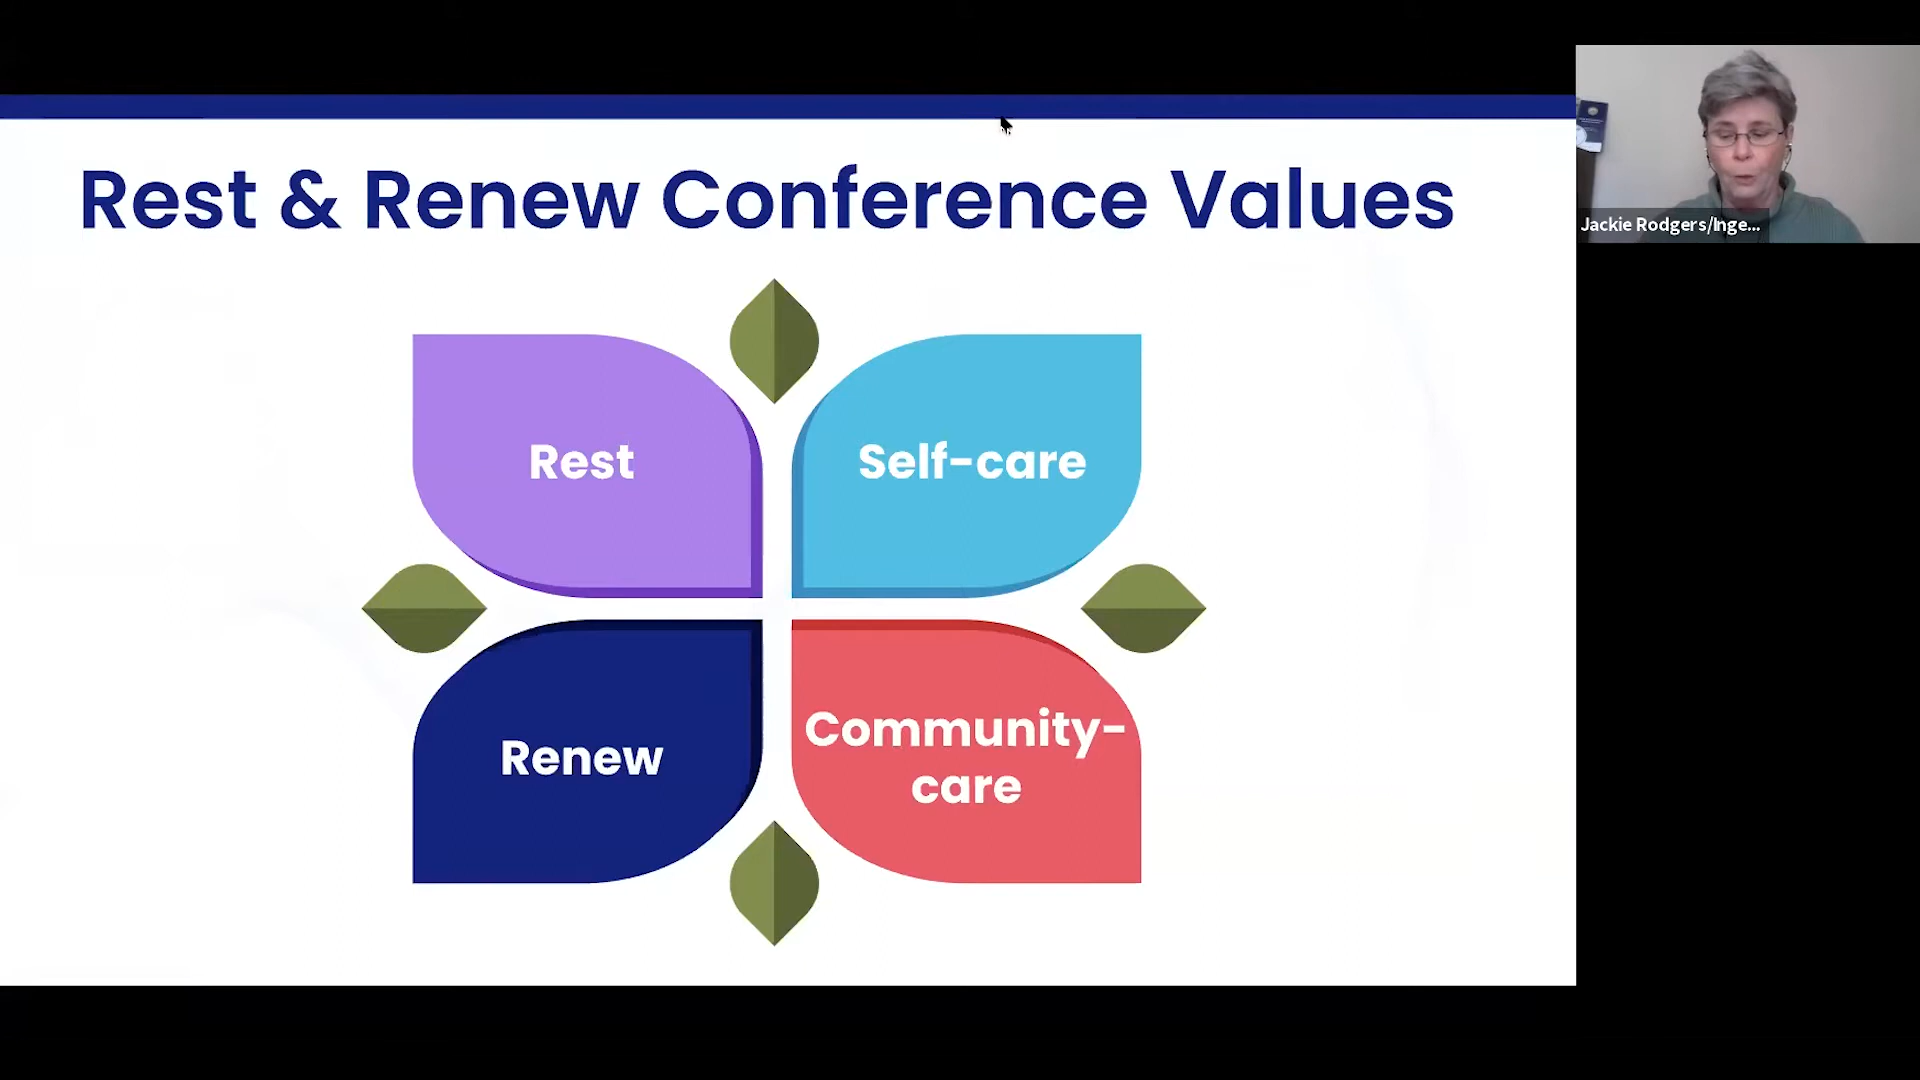 Rest & Renew Conference Values
Jackie Rodgers/Inge...
Rest
Self-care
Renew
Community-
care